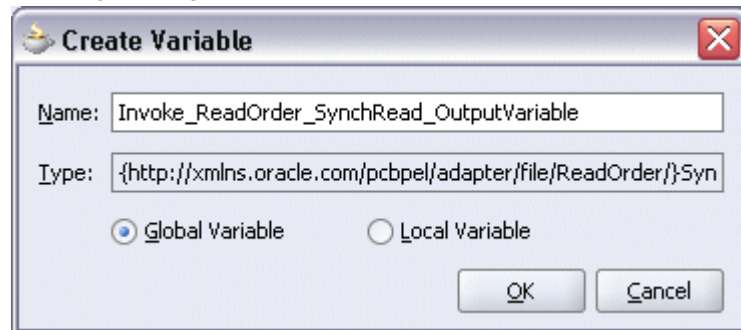 Create Variable
Name: Invoke_ReadOrder_SynchRead_OutputVariable
Type: {http://xmlns.oracle.com/pcbpel/adapter/file/ReadOrder/}Syn
Global Variable Local Variable
OK Cancel